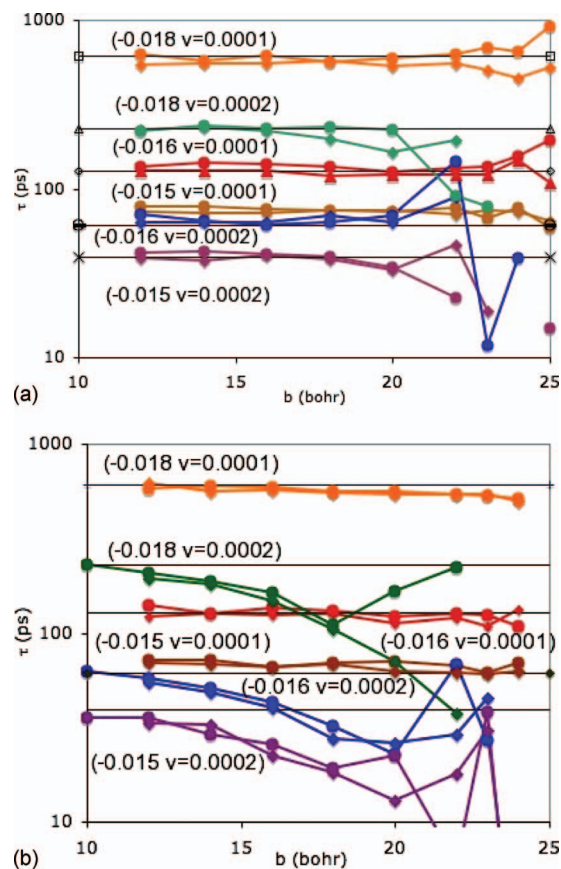 1000
(-0.018 v=0.0001)
(-0.018 v=0.0002)
(-0.016 v=0.0001)
τ (ps)
100
(-0.015 v=0.0001)
(-0.016 v=0.0002)
(-0.015 v=0.0002)
10
10 15 20 25
(a) b (bohr)
1000
(-0.018 v=0.0001)
(-0.018 v=0.0002)
τ (ps)
100
(-0.015 v=0.0001) (-0.016 v=0.0001)
(-0.016 v=0.0002)
(-0.015 v=0.0002)
10
10 15 20 25
(b) b (bohr)